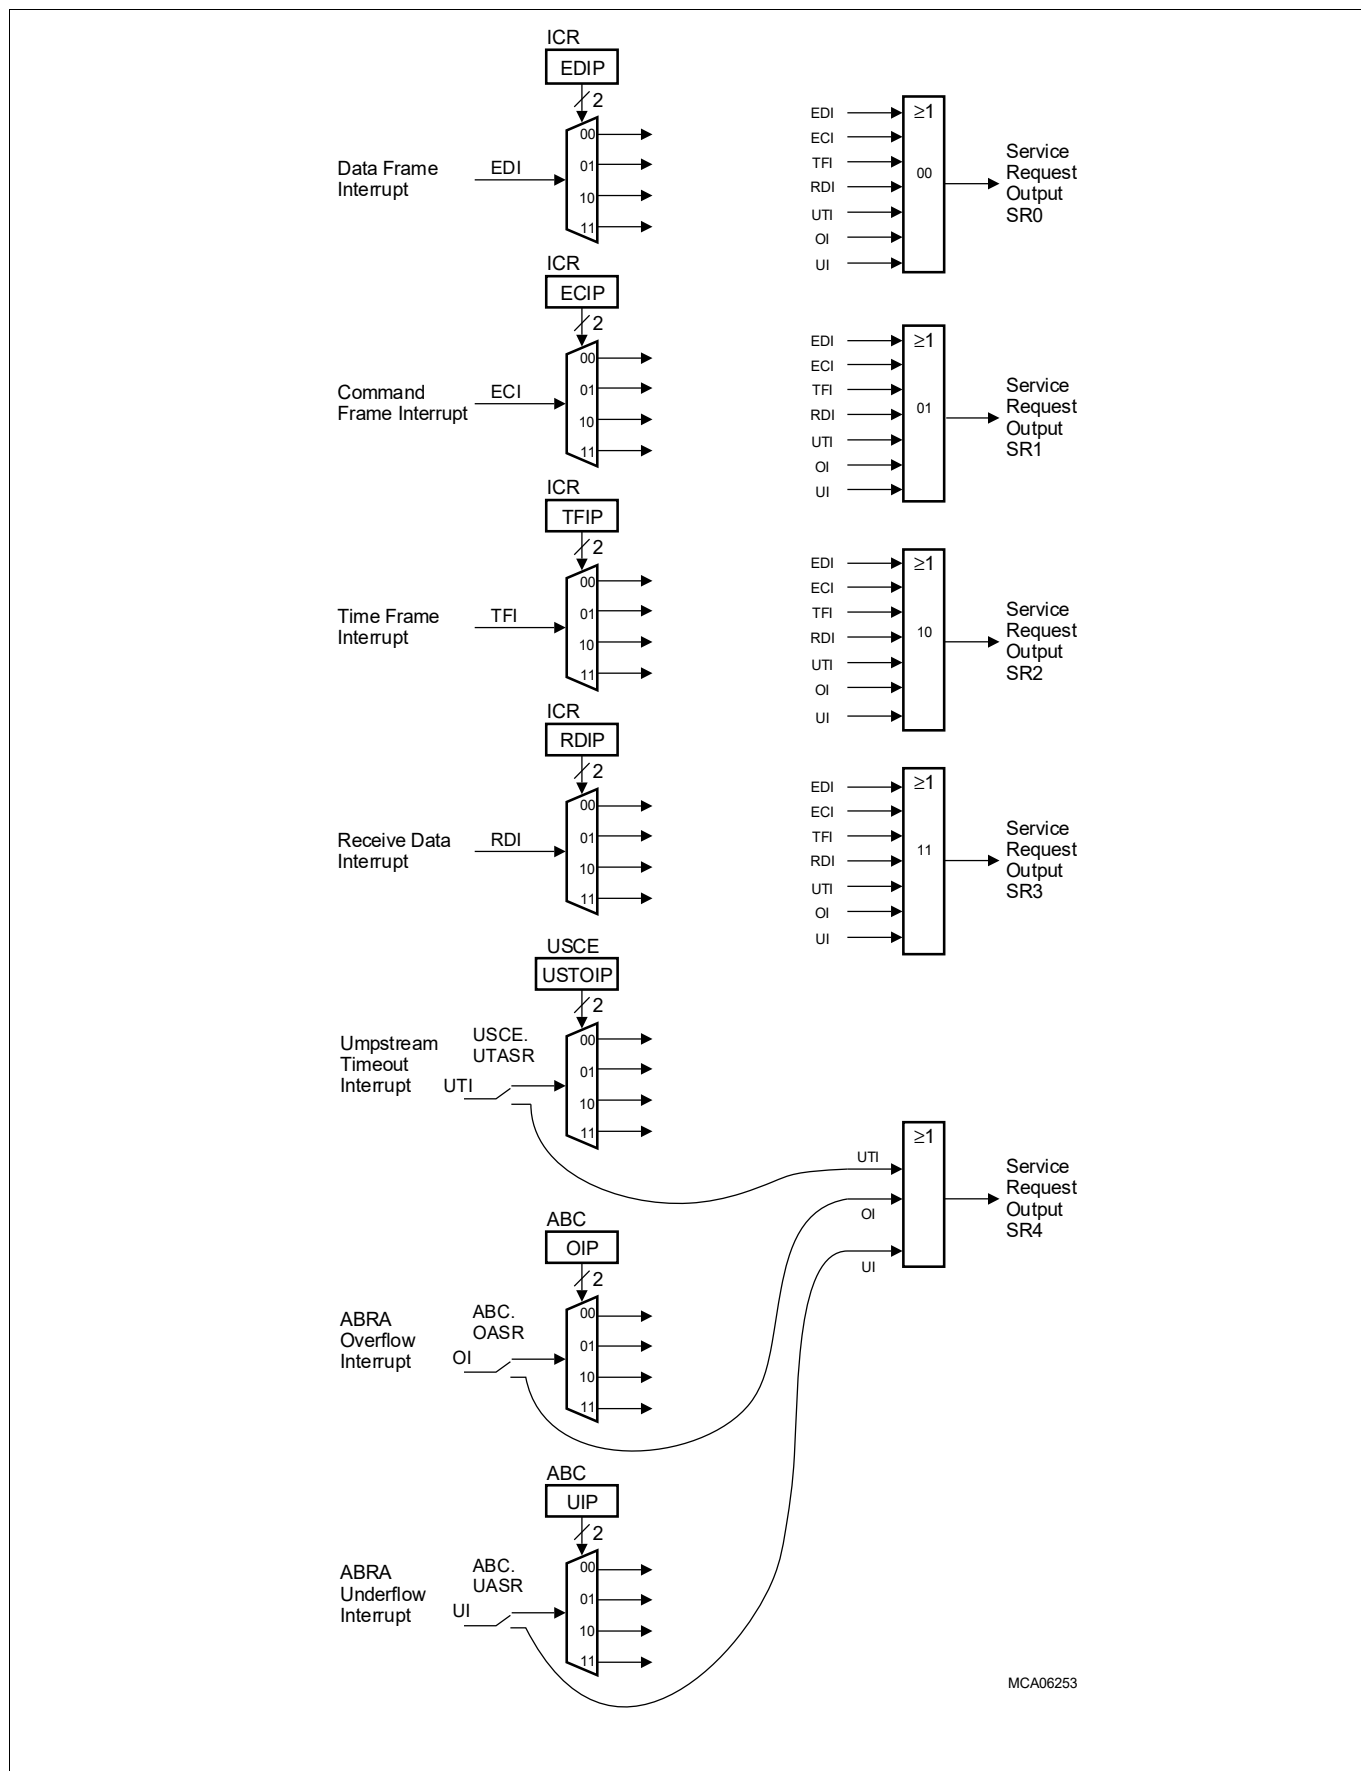 ICR
EDIP
2
00
01
10
11
Data Frame
Interrupt
EDI
ICR
ECIP
2
00
01
10
11
Command
Frame Interrupt
ECI
ICR
TFIP
2
00
01
10
11
Time Frame
Interrupt
TFI
ICR
RDIP
2
00
01
10
11
Receive Data
Interrupt
RDI
USCE
USTOIP
2
00
01
10
11
Umpstream
Timeout
Interrupt
USCE.
UTASR
UTI
ABC
OIP
2
00
01
10
11
ABRA
Overflow
Interrupt
ABC.
OASR
OI
ABC
UIP
2
00
01
10
11
ABRA
Underflow
Interrupt
ABC.
UASR
UI
EDI
ECI
TFI
RDI
UTI
OI
UI
≥1
00
Service
Request
Output
SR0
EDI
ECI
TFI
RDI
UTI
OI
UI
≥1
01
Service
Request
Output
SR1
EDI
ECI
TFI
RDI
UTI
OI
UI
≥1
10
Service
Request
Output
SR2
EDI
ECI
TFI
RDI
UTI
OI
UI
≥1
11
Service
Request
Output
SR3
UTI
OI
UI
≥1
Service
Request
Output
SR4
MCA06253